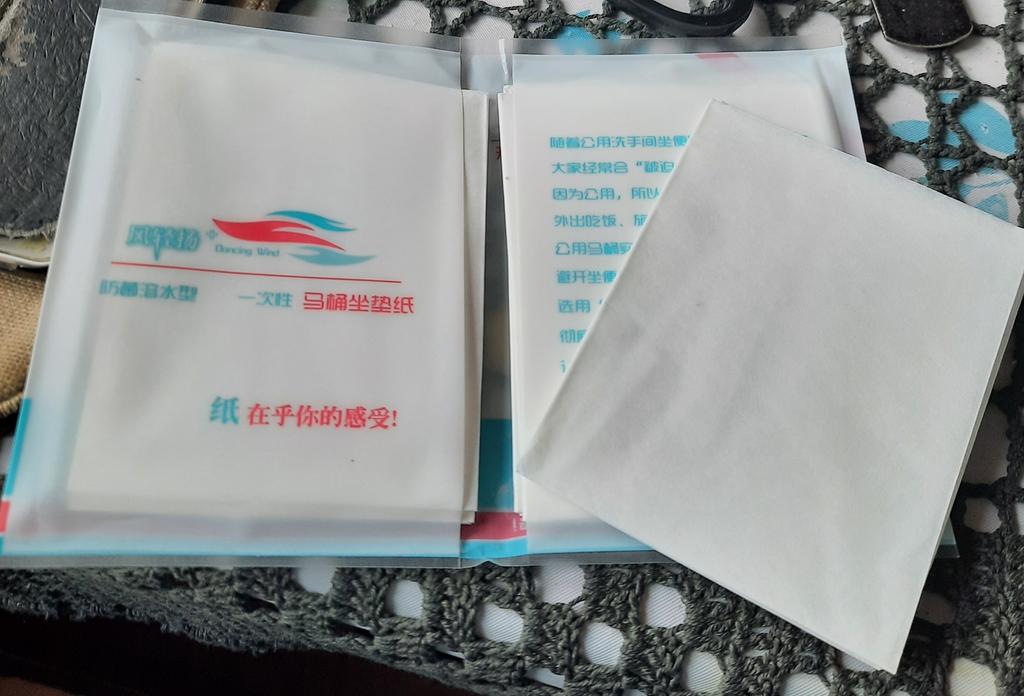 风轻扬
Dancing Wind
防菌溶水型 一次性 马桶坐垫纸
纸 在乎你的感受!
随着公用洗手间坐便
大家经常会“被迫
因为公用，所以
外出吃饭、旅
公用马桶实
避开坐便
选用“
彻底